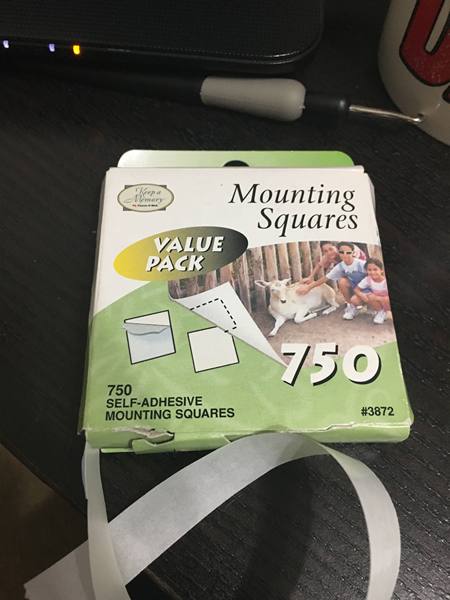 Keep a
Memory
Mounting
Squares
VALUE
PACK
750
750
SELF-ADHESIVE
MOUNTING SQUARES
#3872